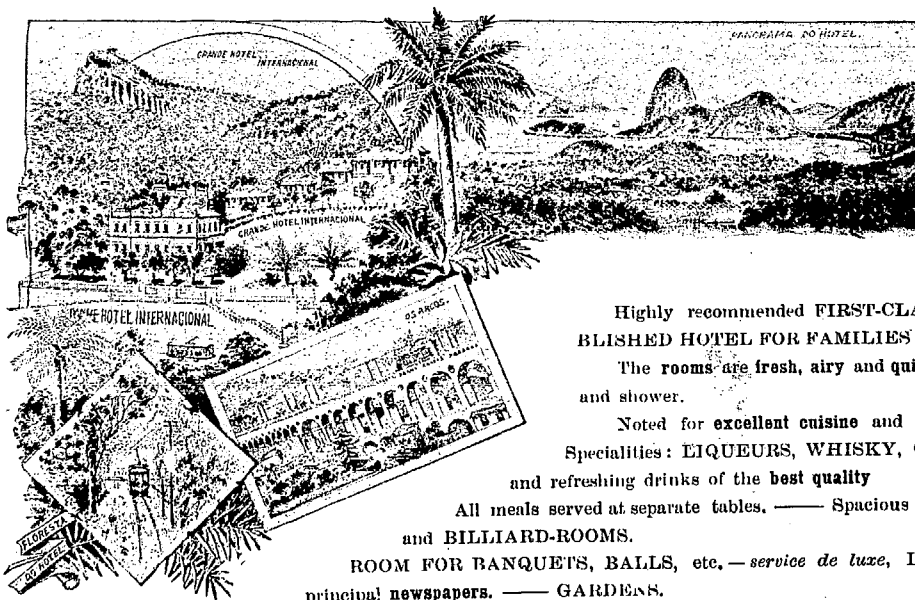 GRANDE HOTEL INTERNACIONAL
PANORAMA DO HOTEL.
GRANDE HOTEL INTERNACIONAL
HOTEL INTERNACIONAL
OS ARCOS
FLORESTA
DO HOTEL
Highly recommended FIRST-CLA
BLISHED HOTEL FOR FAMILIES
The rooms are fresh, airy and qui
and shower.
Noted for excellent cuisine and
Specialities: LIQUEURS, WHISKY,
and refreshing drinks of the best quality
All meals served at separate tables. — Spacious
and BILLIARD-ROOMS.
ROOM FOR BANQUETS, BALLS, etc. — service de luxe,
principal newspapers. — GARDENS.